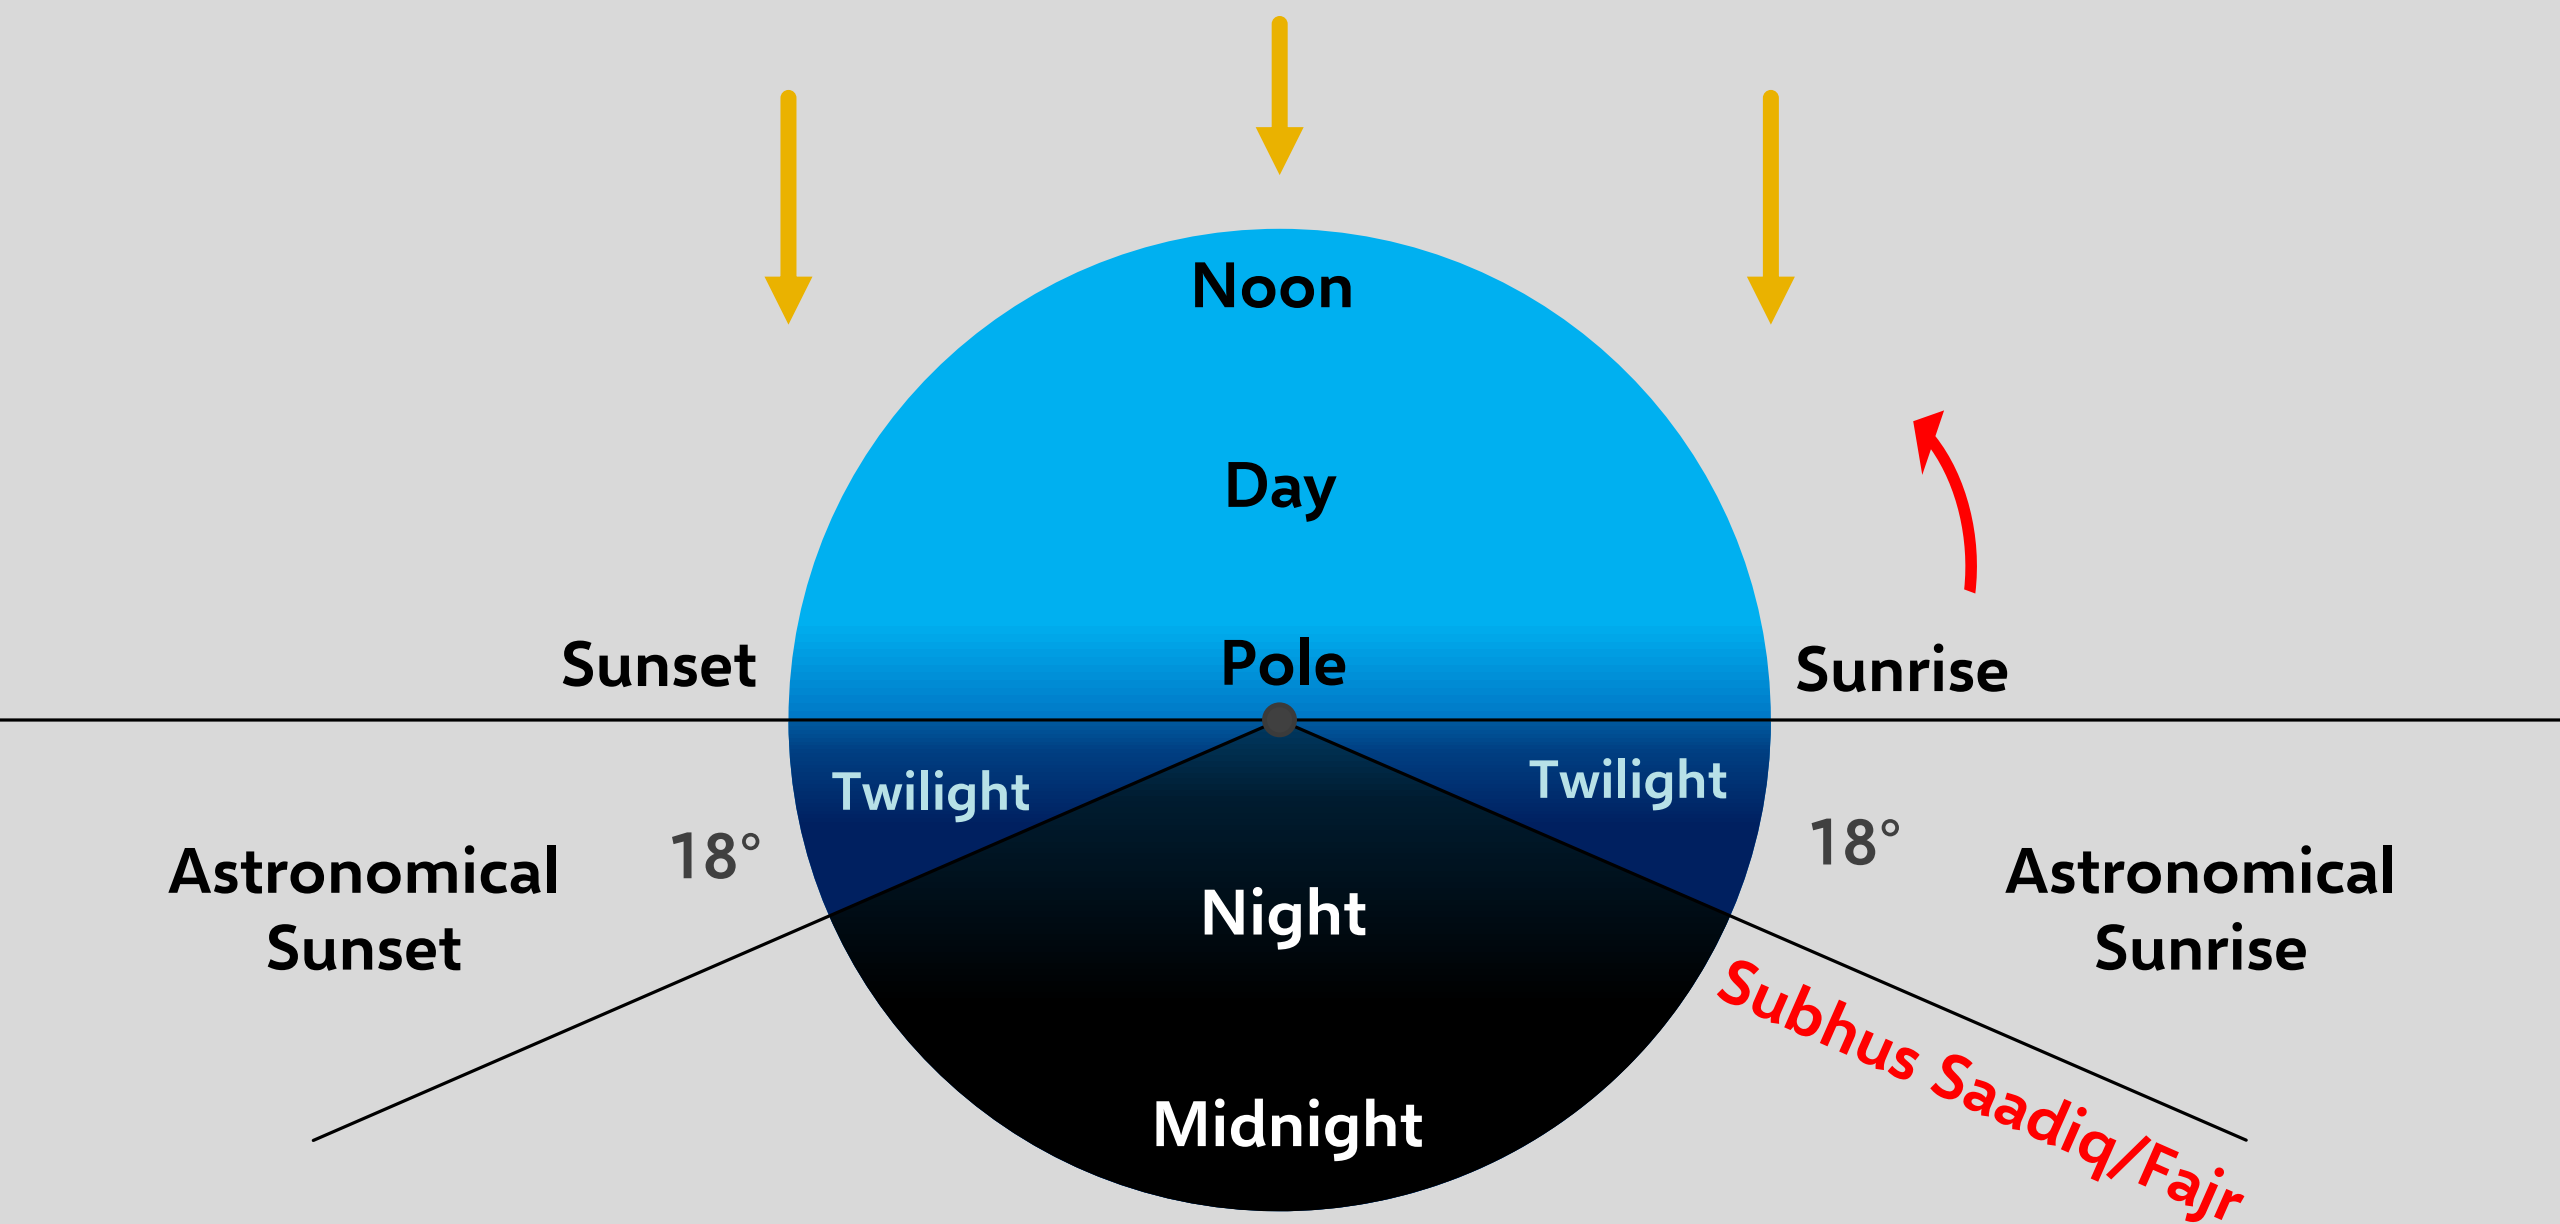 Noon
Day
Pole
Sunset
Sunrise
Twilight
Twilight
18°
18°
Astronomical
Sunset
Astronomical
Sunrise
Night
Subhus Saadiq/Fajr
Midnight